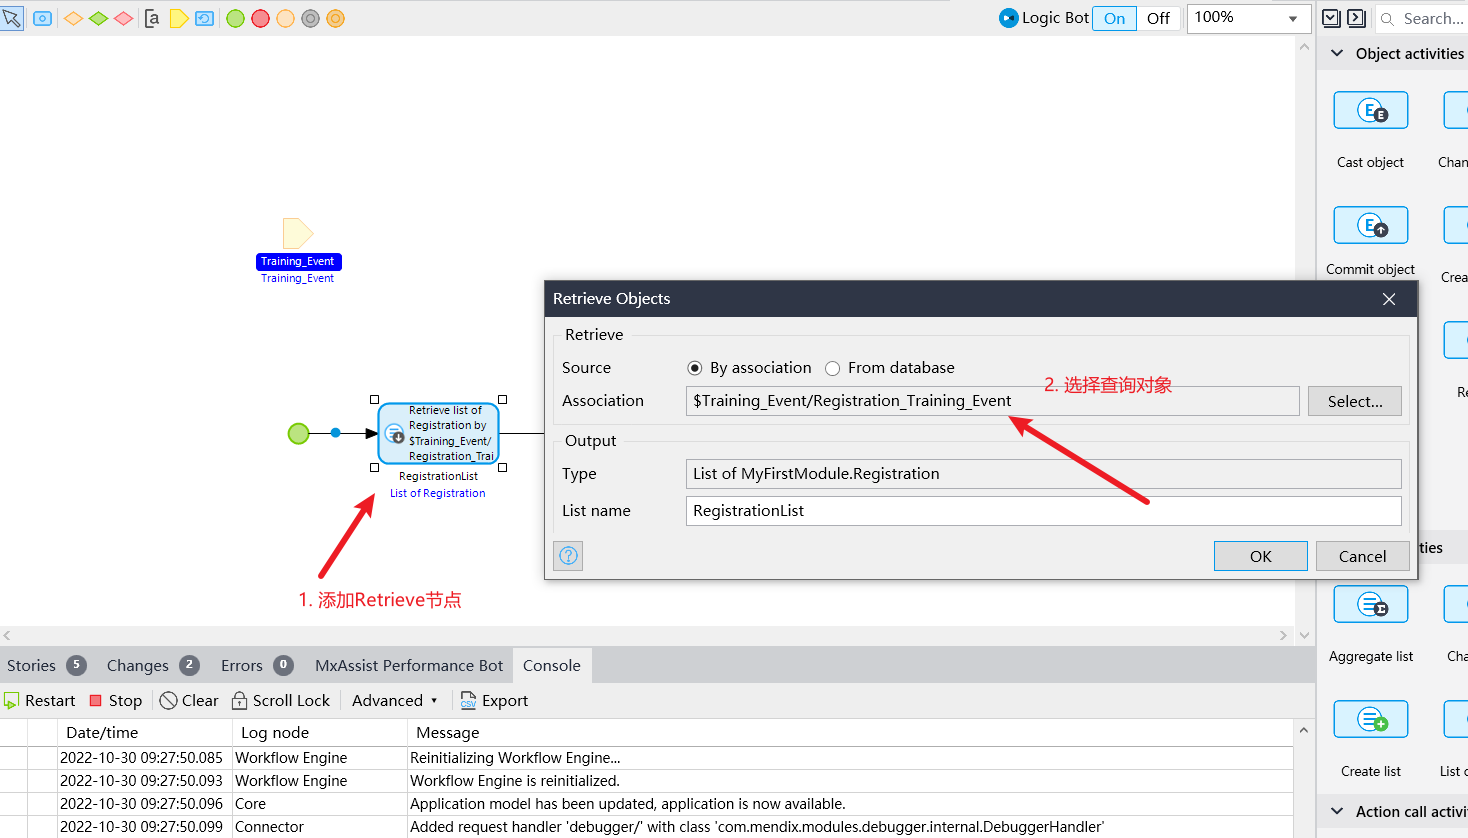 [a
Logic Bot On Off 100% Search...
Object activities
Cast object Chan
Commit object Crea
Re
Training_Event
Training_Event
Retrieve list of
Registration by
$Training_Event/
Registration_Trai
RegistrationList
List of Registration
1. 添加Retrieve节点
Retrieve Objects
Retrieve
Source By association From database
2. 选择查询对象
Association $Training_Event/Registration_Training_Event Select...
Output
Type List of MyFirstModule.Registration
List name RegistrationList
OK Cancel
ties
Aggregate list Cha
Create list List c
Action call activi
Stories 5 Changes 2 Errors 0 MxAssist Performance Bot Console
Restart Stop Clear Scroll Lock Advanced CSV Export
Date/time Log node Message
2022-10-30 09:27:50.085 Workflow Engine Reinitializing Workflow Engine...
2022-10-30 09:27:50.093 Workflow Engine Workflow Engine is reinitialized.
2022-10-30 09:27:50.096 Core Application model has been updated, application is now available.
2022-10-30 09:27:50.099 Connector Added request handler 'debugger/' with class 'com.mendix.modules.debugger.internal.DebuggerHandler'